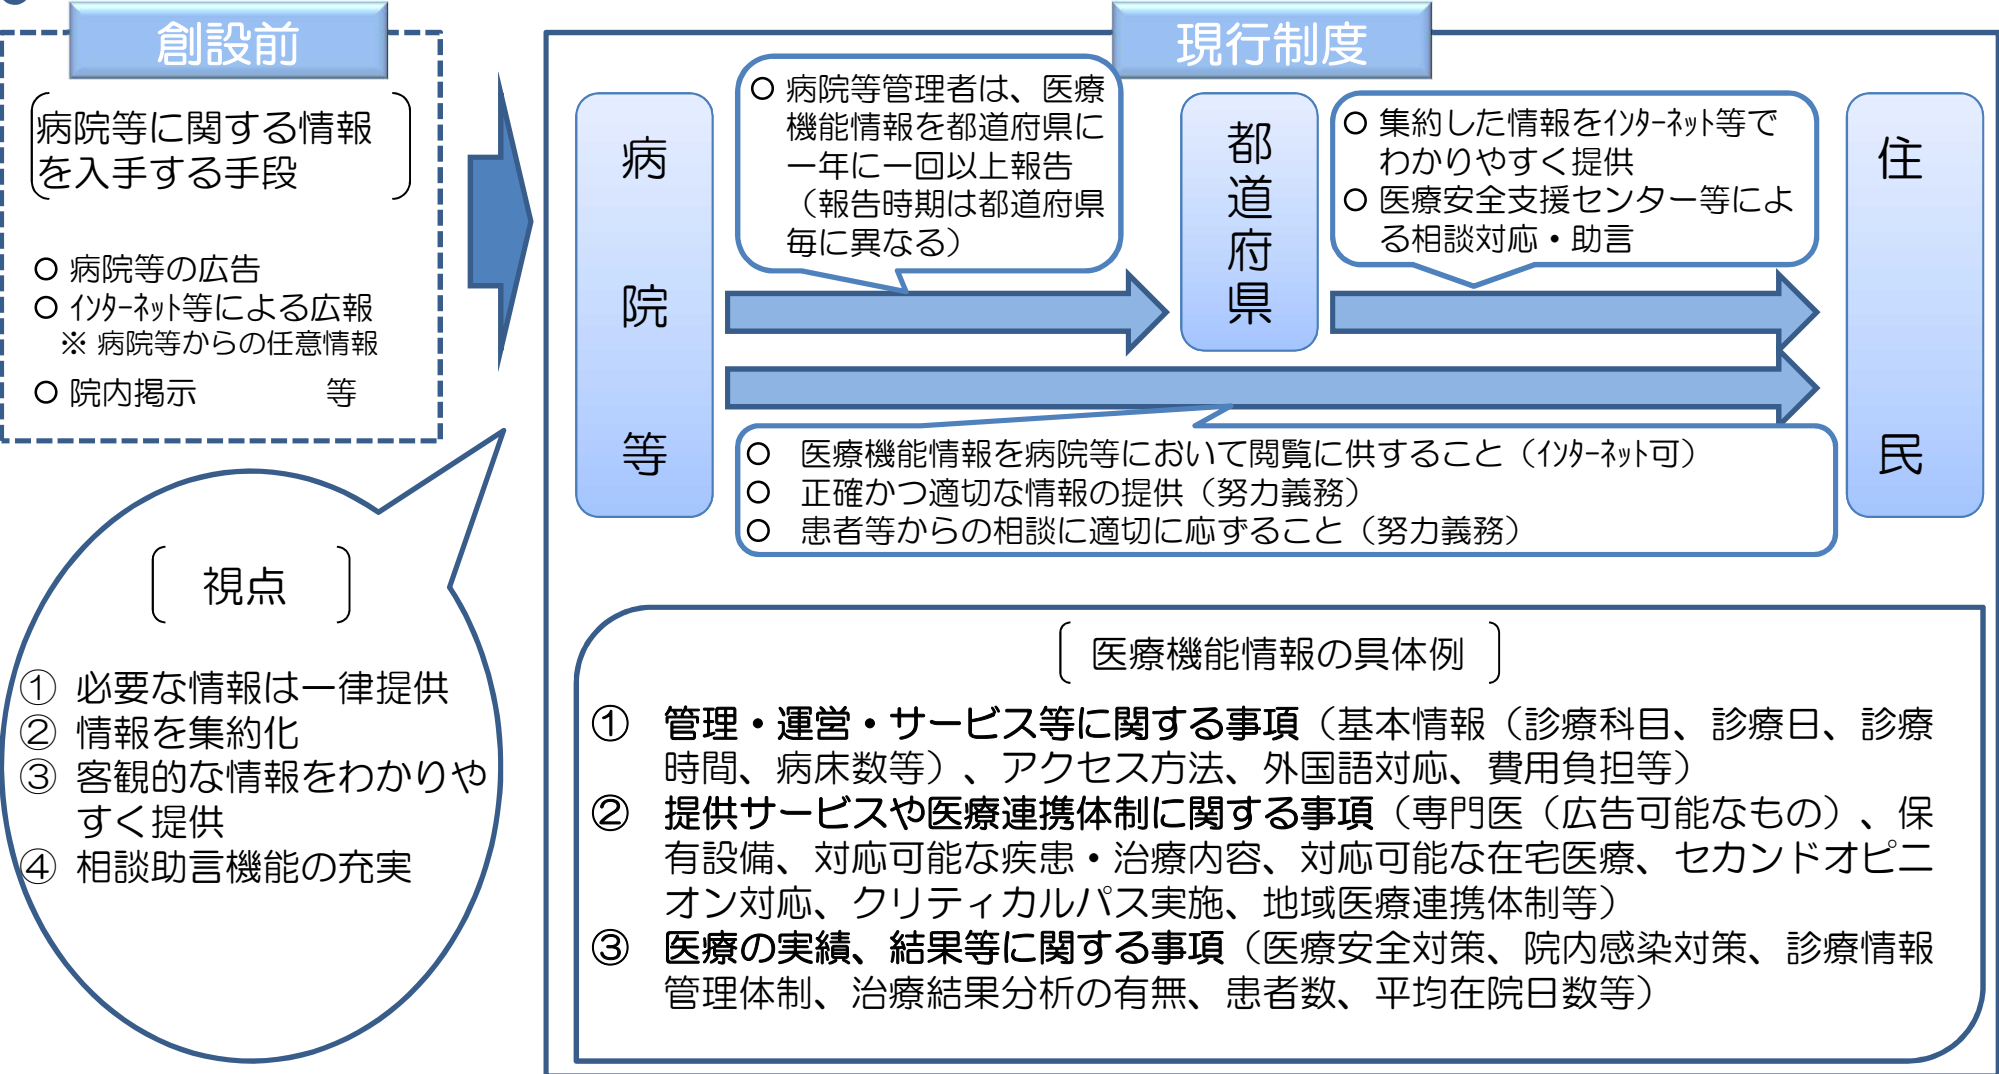 創設前
病院等に関する情報
を入手する手段
○ 病院等の広告
○ ｲﾝﾀｰﾈｯﾄ等による広報
※ 病院等からの任意情報
○ 院内掲示　　　　等
視点
① 必要な情報は一律提供
② 情報を集約化
③ 客観的な情報をわかりや
すく提供
④ 相談助言機能の充実
現行制度
病院等
○ 病院等管理者は、医療
機能情報を都道府県に
一年に一回以上報告
（報告時期は都道府県
毎に異なる）
都道府県
○ 集約した情報をｲﾝﾀｰﾈｯﾄ等で
わかりやすく提供
○ 医療安全支援センター等によ
る相談対応・助言
住民
○ 医療機能情報を病院等において閲覧に供すること（ｲﾝﾀｰﾈｯﾄ可）
○ 正確かつ適切な情報の提供（努力義務）
○ 患者等からの相談に適切に応ずること（努力義務）
医療機能情報の具体例
① 管理・運営・サービス等に関する事項（基本情報（診療科目、診療日、診療
時間、病床数等）、アクセス方法、外国語対応、費用負担等）
② 提供サービスや医療連携体制に関する事項（専門医（広告可能なもの）、保
有設備、対応可能な疾患・治療内容、対応可能な在宅医療、セカンドオピニ
オン対応、クリティカルパス実施、地域医療連携体制等）
③ 医療の実績、結果等に関する事項（医療安全対策、院内感染対策、診療情報
管理体制、治療結果分析の有無、患者数、平均在院日数等）